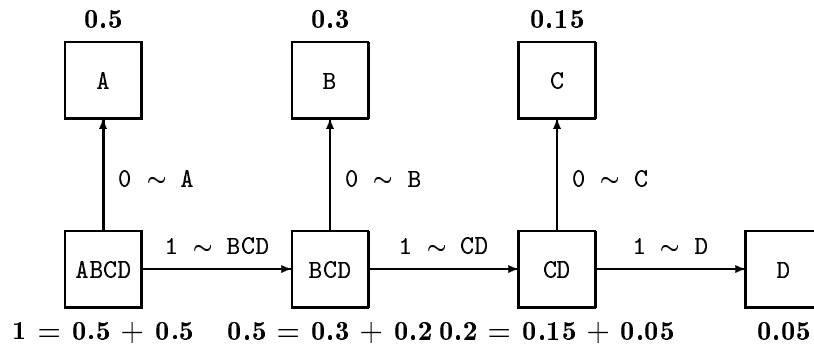 0.5 0.3 0.15
A B C
0 ~ A 0 ~ B 0 ~ C
1 ~ BCD 1 ~ CD 1 ~ D
ABCD BCD CD D
1 = 0.5 + 0.5 0.5 = 0.3 + 0.2 0.2 = 0.15 + 0.05 0.05